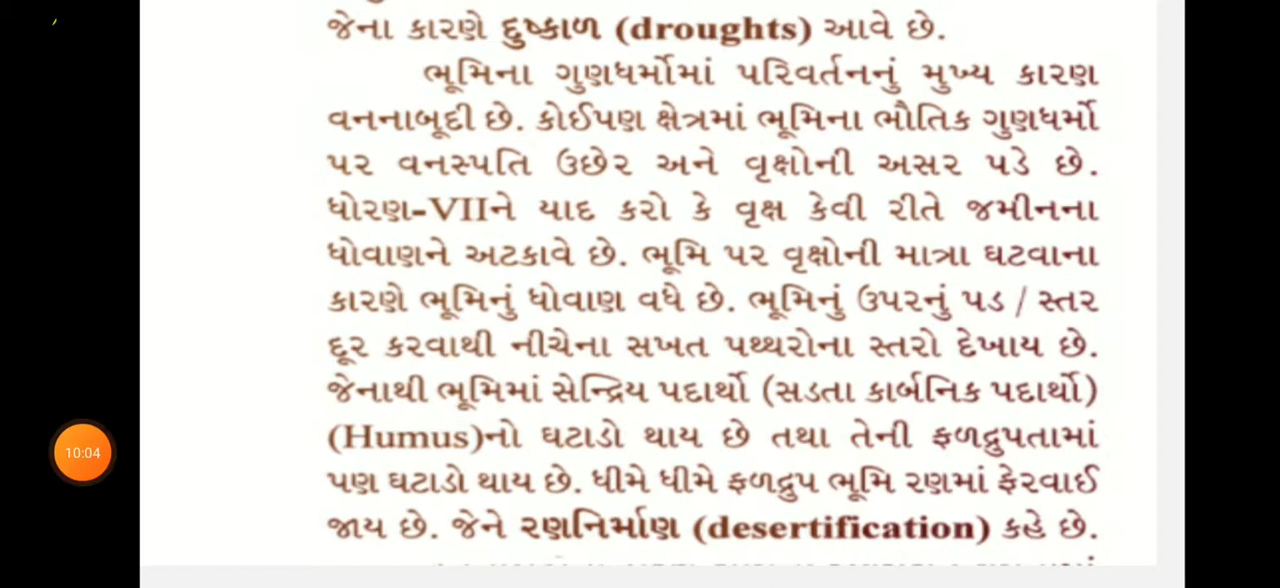 જેના કારણે દુષ્કાળ (droughts) આવે છે.
ભૂમિના ગુણધર્મોમાં પરિવર્તનનું મુખ્ય કારણ
વનનાબૂદી છે. કોઈપણ ક્ષેત્રમાં ભૂમિના ભૌતિક ગુણધર્મો
પર વનસ્પતિ ઉછેર અને વૃક્ષોની અસર પડે છે.
ધોરણ-VIIને યાદ કરો કે વૃક્ષ કેવી રીતે જમીનના
ધોવાણને અટકાવે છે. ભૂમિ પર વૃક્ષોની માત્રા ઘટવાના
કારણે ભૂમિનું ધોવાણ વધે છે. ભૂમિનું ઉપરનું પડ / સ્તર
દૂર કરવાથી નીચેના સખત પથ્થરોના સ્તરો દેખાય છે.
જેનાથી ભૂમિમાં સેન્દ્રિય પદાર્થો (સડતા કાર્બનિક પદાર્થો)
(Humus)નો ઘટાડો થાય છે તથા તેની ફળદ્રુપતામાં
પણ ઘટાડો થાય છે. ધીમે ધીમે ફળદ્રુપ ભૂમિ રણમાં ફેરવાઈ
જાય છે. જેને રણનિર્માણ (desertification) કહે છે.
10:04